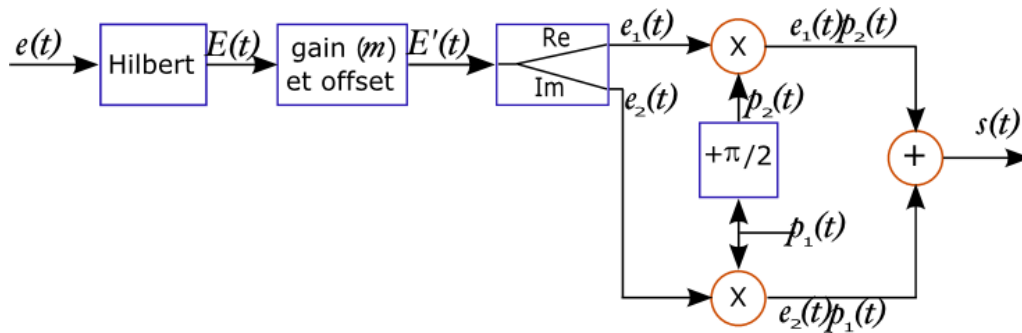 e(t)
Hilbert
E(t)
gain (m)
et offset
E'(t)
Re
Im
e₁(t)
e₂(t)
X
p₂(t)
+π/2
p₁(t)
X
e₁(t)p₂(t)
e₂(t)p₁(t)
+
s(t)